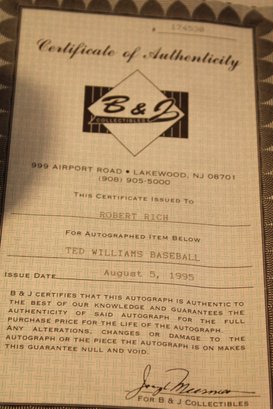 174530
Certificate of Authenticity
B & J
COLLECTIBLES
999 AIRPORT ROAD • LAKEWOOD, NJ 08701
(908) 905-5000
THIS CERTIFICATE ISSUED TO
ROBERT RICH
FOR AUTOGRAPHED ITEM BELOW
TED WILLIAMS BASEBALL
ISSUE DATE August 5, 1995
B & J CERTIFIES THAT THIS AUTOGRAPH IS AUTHENTIC TO
THE BEST OF OUR KNOWLEDGE AND GUARANTEES THE
AUTHENTICITY OF SAID AUTOGRAPH FOR THE FULL
PURCHASE PRICE FOR THE LIFE OF THE AUTOGRAPH.
ANY ALTERATIONS, CHANGES OR DAMAGE TO THE
AUTOGRAPH OR THE PIECE THE AUTOGRAPH IS ON MAKES
THIS GUARANTEE NULL AND VOID.
FOR B & J COLLECTIBLES